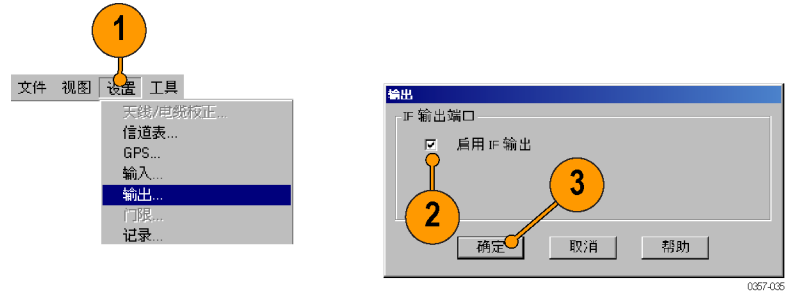 1
文件 视图 设置 工具
天线/电缆校正...
信道表...
GPS...
输入...
输出...
门限...
记录...
输出
IF 输出端口
启用 IF 输出
2
3
确定 取消 帮助
0357-035